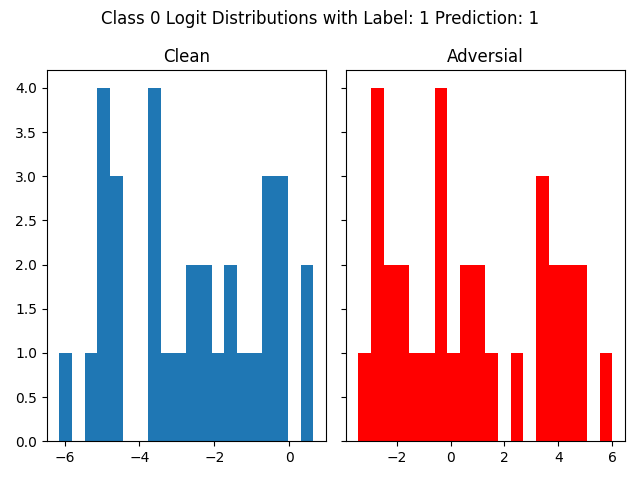 Class 0 Logit Distributions with Label: 1 Prediction: 1
Clean
Adversial
4.0
3.5
3.0
2.5
2.0
1.5
1.0
0.5
0.0
−6 −4 −2 0
−2 0 2 4 6